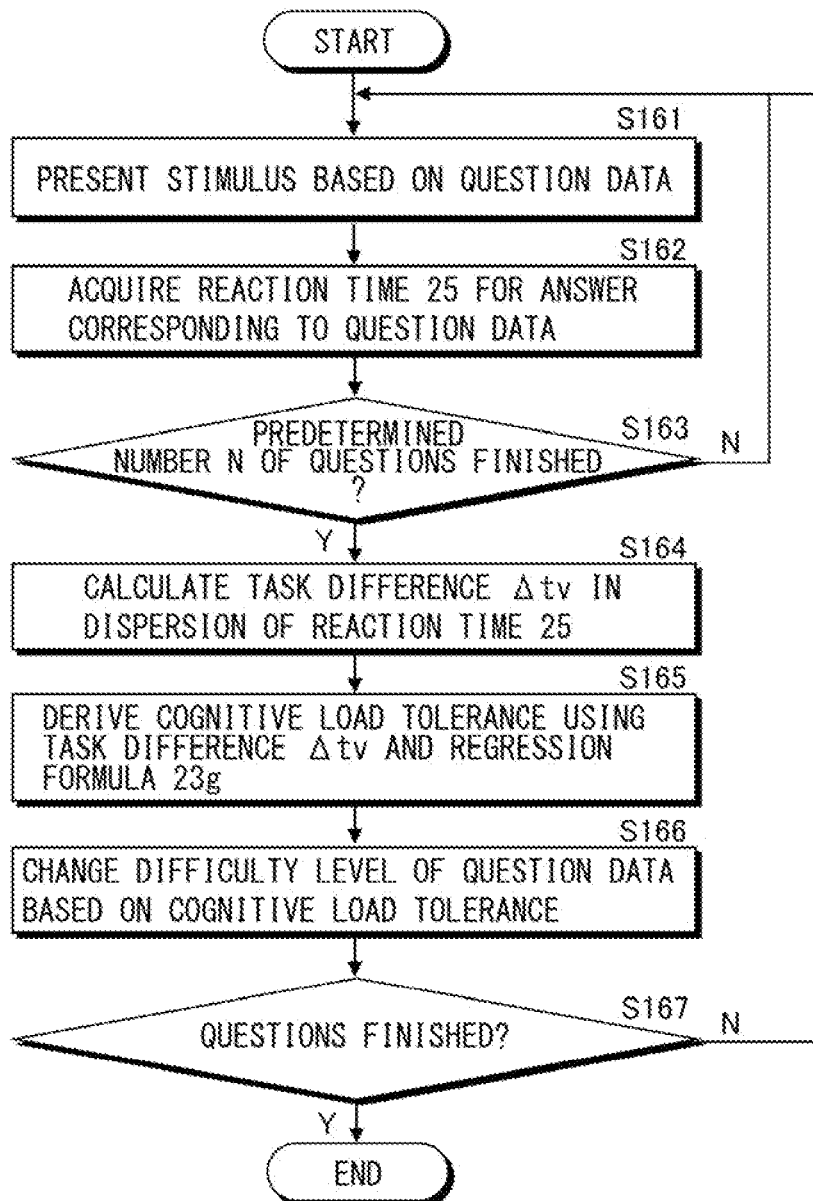 START
S161
PRESENT STIMULUS BASED ON QUESTION DATA
S162
ACQUIRE REACTION TIME 25 FOR ANSWER
CORRESPONDING TO QUESTION DATA
S163
PREDETERMINED
NUMBER N OF QUESTIONS FINISHED
?
N
Y
S164
CALCULATE TASK DIFFERENCE Δtv IN
DISPERSION OF REACTION TIME 25
S165
DERIVE COGNITIVE LOAD TOLERANCE USING
TASK DIFFERENCE Δtv AND REGRESSION
FORMULA 23g
S166
CHANGE DIFFICULTY LEVEL OF QUESTION DATA
BASED ON COGNITIVE LOAD TOLERANCE
S167
QUESTIONS FINISHED?
N
Y
END